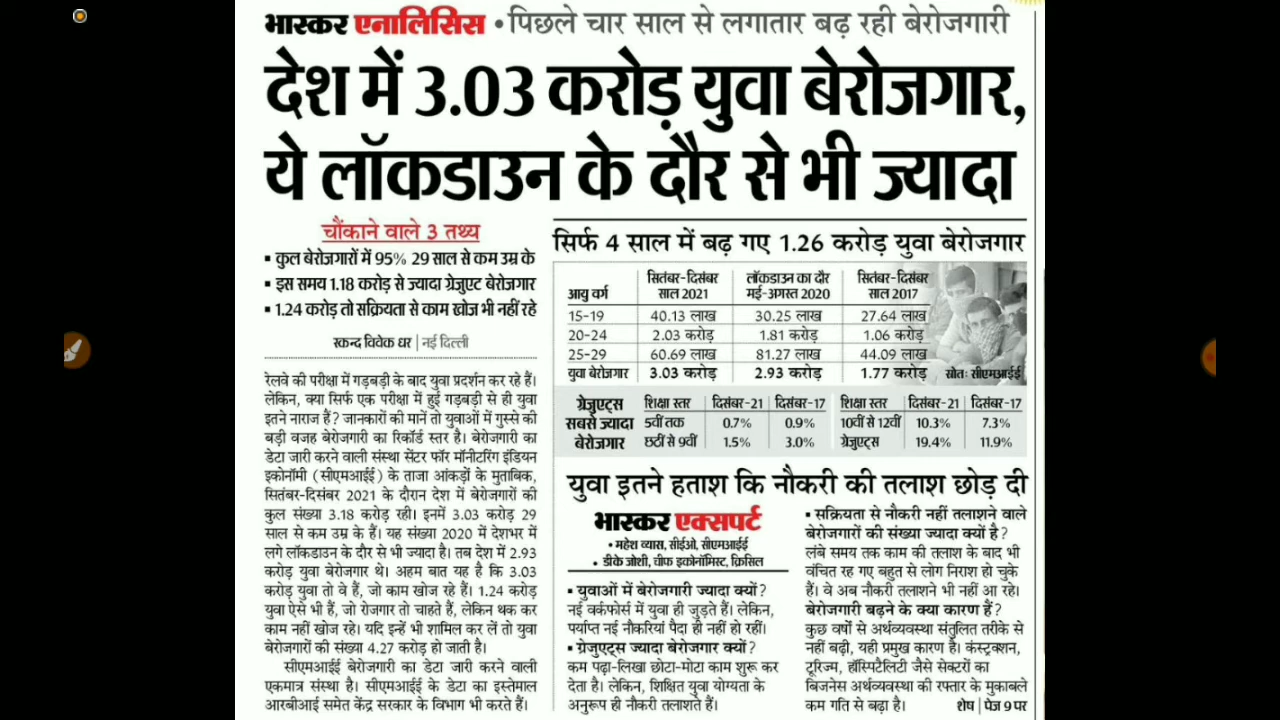 भास्कर एनालिसिस • पिछले चार साल से लगातार बढ़ रही बेरोजगारी
देश में 3.03 करोड़ युवा बेरोजगार,
ये लॉकडाउन के दौर से भी ज्यादा
चौंकाने वाले 3 तथ्य
▪ कुल बेरोजगारों में 95% 29 साल से कम उम्र के
▪ इस समय 1.18 करोड़ से ज्यादा ग्रेजुएट बेरोजगार
▪ 1.24 करोड़ तो सक्रियता से काम खोज भी नहीं रहे
स्कन्द विवेक धर | नई दिल्ली
रेलवे की परीक्षा में गड़बड़ी के बाद युवा प्रदर्शन कर रहे हैं।
लेकिन, क्या सिर्फ एक परीक्षा में हुई गड़बड़ी से ही युवा
इतने नाराज हैं? जानकारों की मानें तो युवाओं में गुस्से की
बड़ी वजह बेरोजगारी का रिकॉर्ड स्तर है। बेरोजगारी का
डेटा जारी करने वाली संस्था सेंटर फॉर मॉनीटरिंग इंडियन
इकोनॉमी (सीएमआईई) के ताजा आंकड़ों के मुताबिक,
सितंबर-दिसंबर 2021 के दौरान देश में बेरोजगारों की
कुल संख्या 3.18 करोड़ रही। इनमें 3.03 करोड़ 29
साल से कम उम्र के हैं। यह संख्या 2020 में देशभर में
लगे लॉकडाउन के दौर से भी ज्यादा है। तब देश में 2.93
करोड़ युवा बेरोजगार थे। अहम बात यह है कि 3.03
करोड़ युवा तो वे हैं, जो काम खोज रहे हैं। 1.24 करोड़
युवा ऐसे भी हैं, जो रोजगार तो चाहते हैं, लेकिन थक कर
काम नहीं खोज रहे। यदि इन्हें भी शामिल कर लें तो युवा
बेरोजगारों की संख्या 4.27 करोड़ हो जाती है।
सीएमआईई बेरोजगारी का डेटा जारी करने वाली
एकमात्र संस्था है। सीएमआईई के डेटा का इस्तेमाल
आरबीआई समेत केंद्र सरकार के विभाग भी करते हैं।
सिर्फ 4 साल में बढ़ गए 1.26 करोड़ युवा बेरोजगार
आयु वर्ग सितंबर-दिसंबर साल 2021 लॉकडाउन का दौर मई-अगस्त 2020 सितंबर-दिसंबर साल 2017
15-19 40.13 लाख 30.25 लाख 27.64 लाख
20-24 2.03 करोड़ 1.81 करोड़ 1.06 करोड़
25-29 60.69 लाख 81.27 लाख 44.09 लाख
युवा बेरोजगार 3.03 करोड़ 2.93 करोड़ 1.77 करोड़ स्रोतः सीएमआईई
ग्रेजुएट्स शिक्षा स्तर दिसंबर-21 दिसंबर-17 शिक्षा स्तर दिसंबर-21 दिसंबर-17
सबसे ज्यादा 5वीं तक 0.7% 0.9% 10वीं से 12वीं 10.3% 7.3%
बेरोजगार छठी से 9वीं 1.5% 3.0% ग्रेजुएट्स 19.4% 11.9%
युवा इतने हताश कि नौकरी की तलाश छोड़ दी
भास्कर एक्सपर्ट
• महेश व्यास, सीईओ, सीएमआईई
• डीके जोशी, चीफ इकोनॉमिस्ट, क्रिसिल
▪ युवाओं में बेरोजगारी ज्यादा क्यों?
नई वर्कफोर्स में युवा ही जुड़ते हैं। लेकिन,
पर्याप्त नई नौकरियां पैदा ही नहीं हो रहीं।
▪ ग्रेजुएट्स ज्यादा बेरोजगार क्यों?
कम पढ़ा-लिखा छोटा-मोटा काम शुरू कर
देता है। लेकिन, शिक्षित युवा योग्यता के
अनुरूप ही नौकरी तलाशते हैं।
▪ सक्रियता से नौकरी नहीं तलाशने वाले
बेरोजगारों की संख्या ज्यादा क्यों है?
लंबे समय तक काम की तलाश के बाद भी
वंचित रह गए बहुत से लोग निराश हो चुके
हैं। वे अब नौकरी तलाशने भी नहीं आ रहे।
बेरोजगारी बढ़ने के क्या कारण हैं?
कुछ वर्षों से अर्थव्यवस्था संतुलित तरीके से
नहीं बढ़ी, यही प्रमुख कारण है। कंस्ट्रक्शन,
टूरिज्म, हॉस्पिटैलिटी जैसे सेक्टरों का
बिजनेस अर्थव्यवस्था की रफ्तार के मुकाबले
कम गति से बढ़ा है। शेष | पेज 9 पर